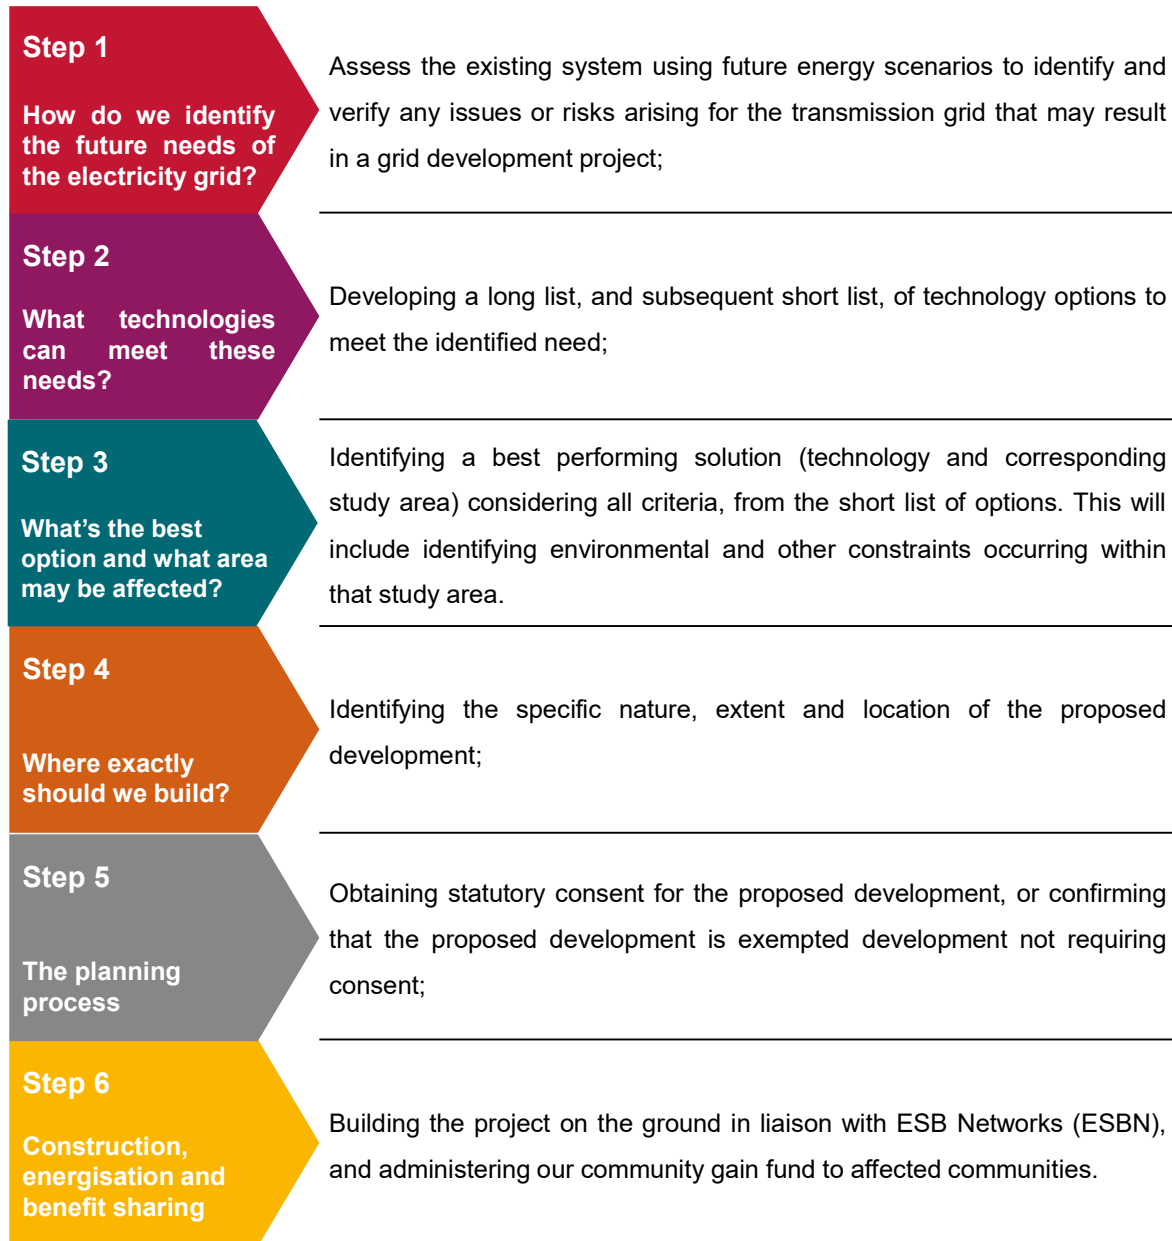 Step 1
How do we identify
the future needs of
the electricity grid?
Assess the existing system using future energy scenarios to identify and
verify any issues or risks arising for the transmission grid that may result
in a grid development project;
Step 2
What technologies
can meet these
needs?
Developing a long list, and subsequent short list, of technology options to
meet the identified need;
Step 3
What’s the best
option and what area
may be affected?
Identifying a best performing solution (technology and corresponding
study area) considering all criteria, from the short list of options. This will
include identifying environmental and other constraints occurring within
that study area.
Step 4
Where exactly
should we build?
Identifying the specific nature, extent and location of the proposed
development;
Step 5
The planning
process
Obtaining statutory consent for the proposed development, or confirming
that the proposed development is exempted development not requiring
consent;
Step 6
Construction,
energisation and
benefit sharing
Building the project on the ground in liaison with ESB Networks (ESBN),
and administering our community gain fund to affected communities.